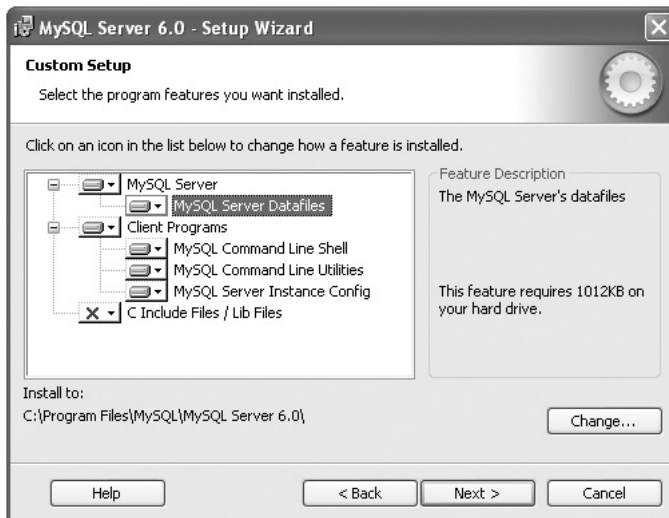 MySQL Server 6.0 - Setup Wizard
Custom Setup
Select the program features you want installed.
Click on an icon in the list below to change how a feature is installed.
MySQL Server
MySQL Server Datafiles
Client Programs
MySQL Command Line Shell
MySQL Command Line Utilities
MySQL Server Instance Config
C Include Files / Lib Files
Feature Description
The MySQL Server's datafiles
This feature requires 1012KB on
your hard drive.
Install to:
C:\Program Files\MySQL\MySQL Server 6.0\
Change...
Help
< Back
Next >
Cancel